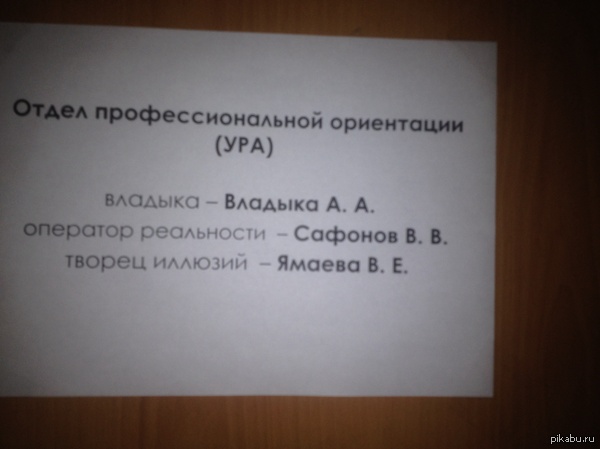 Отдел профессиональной ориентации
(УРА)
владыка – Владыка А. А.
оператор реальности – Сафонов В. В.
творец иллюзий – Ямаева В. Е.
pikabu.ru